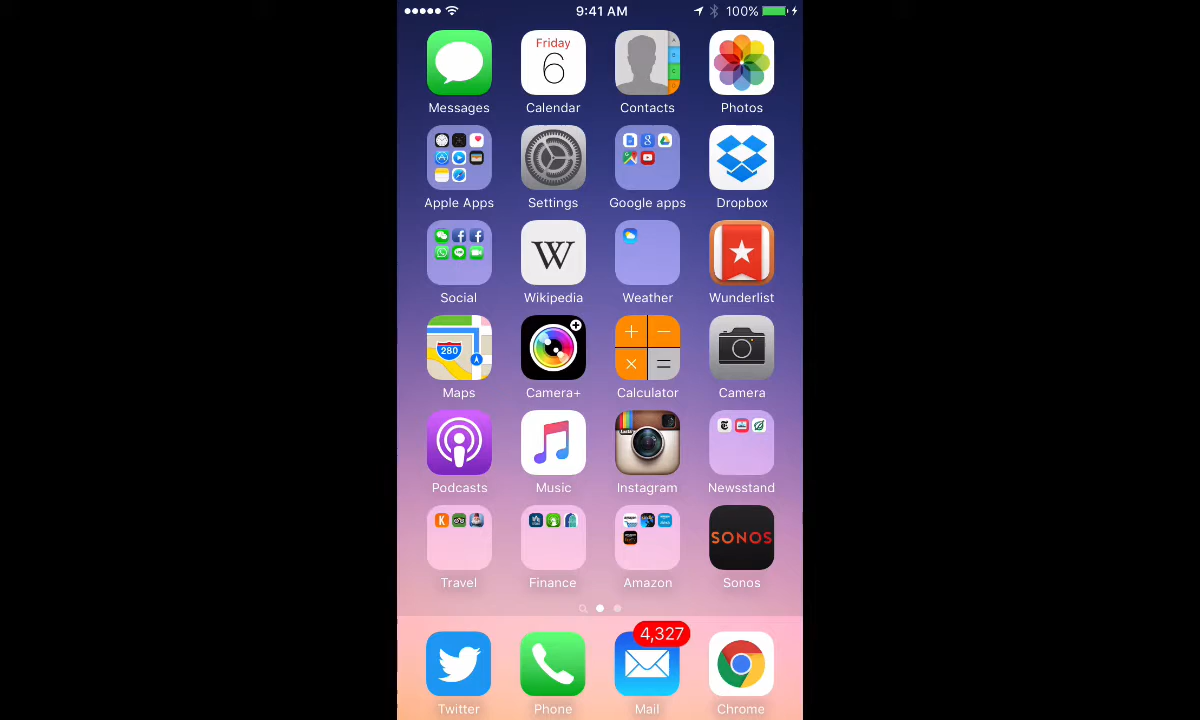 9:41 AM 100%
Friday
6
Messages Calendar Contacts Photos
Apple Apps Settings Google apps Dropbox
W
Social Wikipedia Weather Wunderlist
280
Maps Camera+ Calculator Camera
Podcasts Music Instagram Newsstand
SONOS
Travel Finance Amazon Sonos
4,327
Twitter Phone Mail Chrome